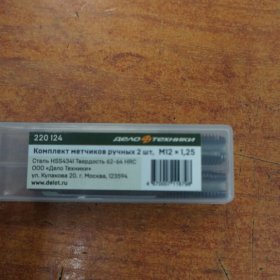 220 124
ДЕЛО ТЕХНИКИ
Комплект метчиков ручных 2 шт. М12 × 1,25
Сталь HSS4341 Твердость 62-64 HRC
ООО «Дело Техники»
ул. Кулакова 20, г. Москва, 123594
www.delot.ru